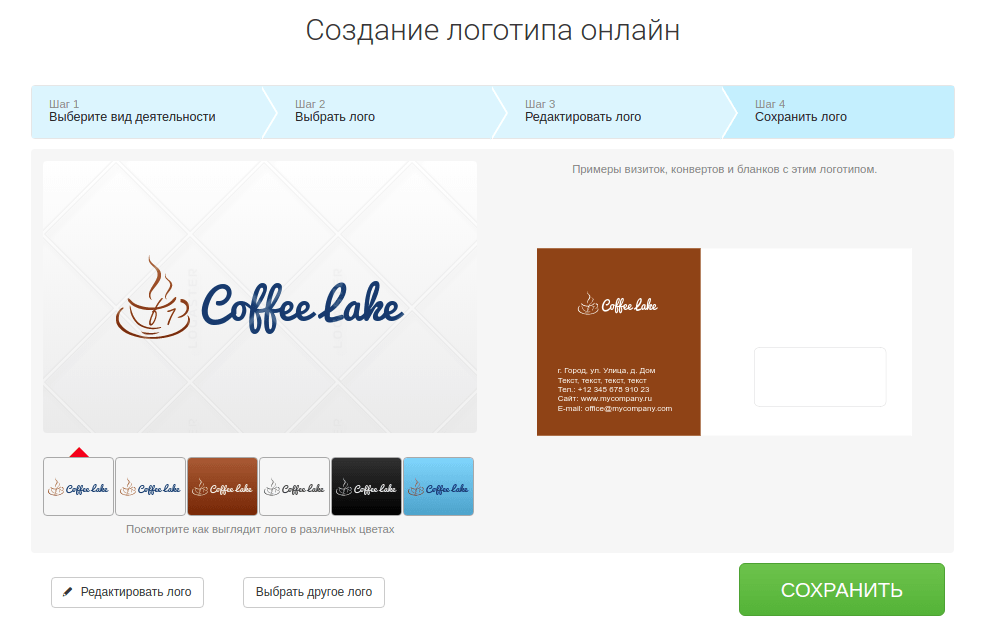 Создание логотипа онлайн
Шаг 1
Выберите вид деятельности
Шаг 2
Выбрать лого
Шаг 3
Редактировать лого
Шаг 4
Сохранить лого
Coffee Lake
Примеры визиток, конвертов и бланков с этим логотипом.
Coffee Lake
г. Город, ул. Улица, д. Дом
Текст, текст, текст, текст
Тел.: +12 345 678 910 23
Сайт: www.mycompany.ru
E-mail: office@mycompany.com
Coffee Lake
Coffee Lake
Coffee Lake
Coffee Lake
Coffee Lake
Coffee Lake
Посмотрите как выглядит лого в различных цветах
Редактировать лого
Выбрать другое лого
СОХРАНИТЬ